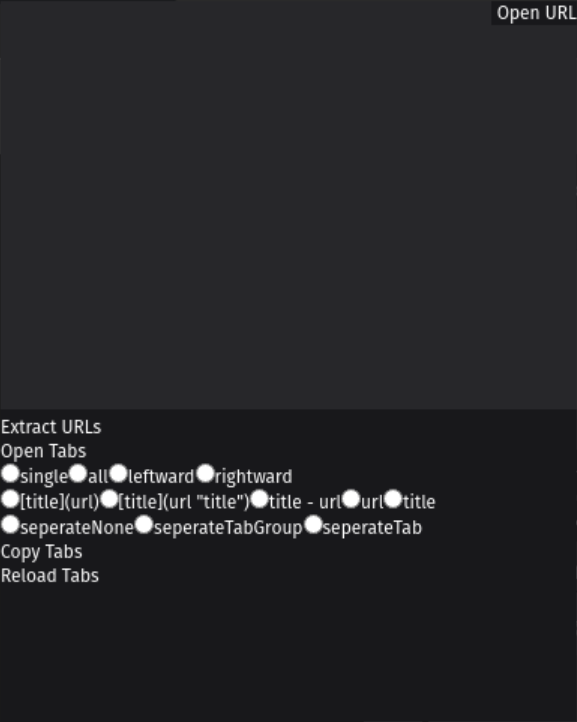 Open URL
Extract URLs
Open Tabs
single all leftward rightward
[title](url) [title](url "title") title - url url title
seperateNone seperateTabGroup seperateTab
Copy Tabs
Reload Tabs